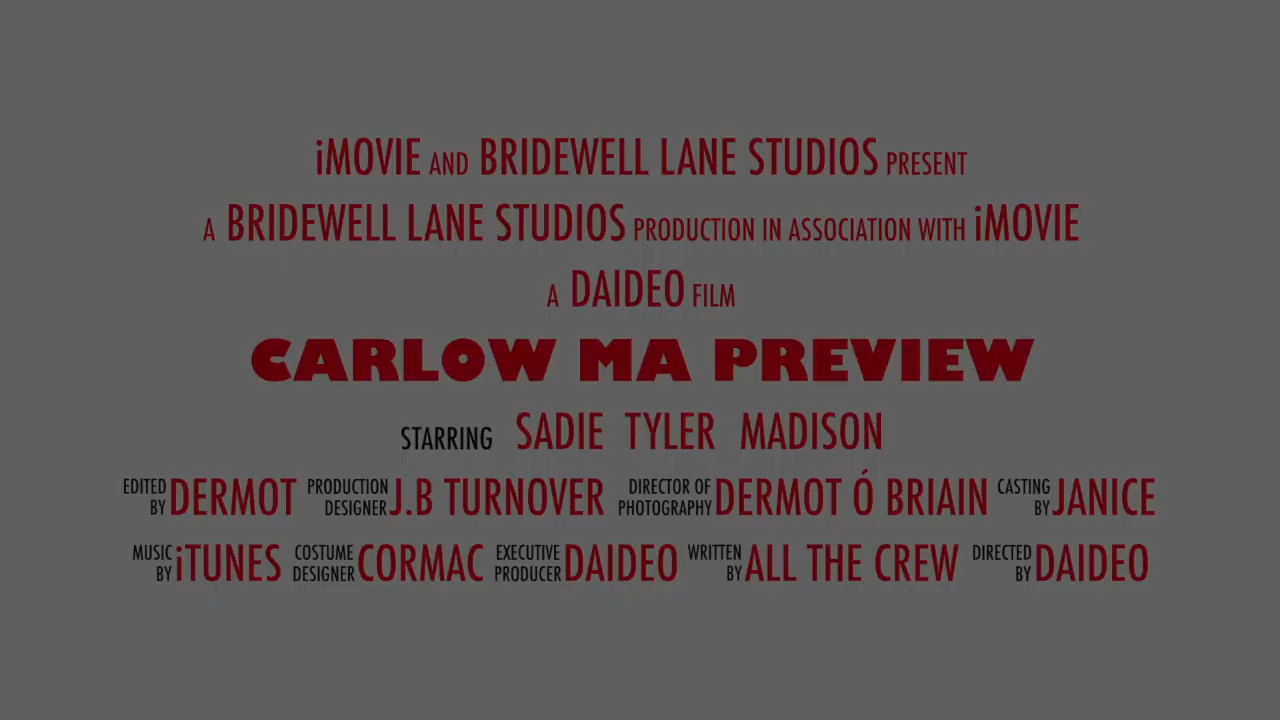 iMOVIE AND BRIDEWELL LANE STUDIOS PRESENT
A BRIDEWELL LANE STUDIOS PRODUCTION IN ASSOCIATION WITH iMOVIE
A DAIDEO FILM
CARLOW MA PREVIEW
STARRING SADIE TYLER MADISON
EDITED BY DERMOT PRODUCTION DESIGNER J.B TURNOVER DIRECTOR OF PHOTOGRAPHY DERMOT Ó BRIAIN CASTING BY JANICE
MUSIC BY iTUNES COSTUME DESIGNER CORMAC EXECUTIVE PRODUCER DAIDEO WRITTEN BY ALL THE CREW DIRECTED BY DAIDEO